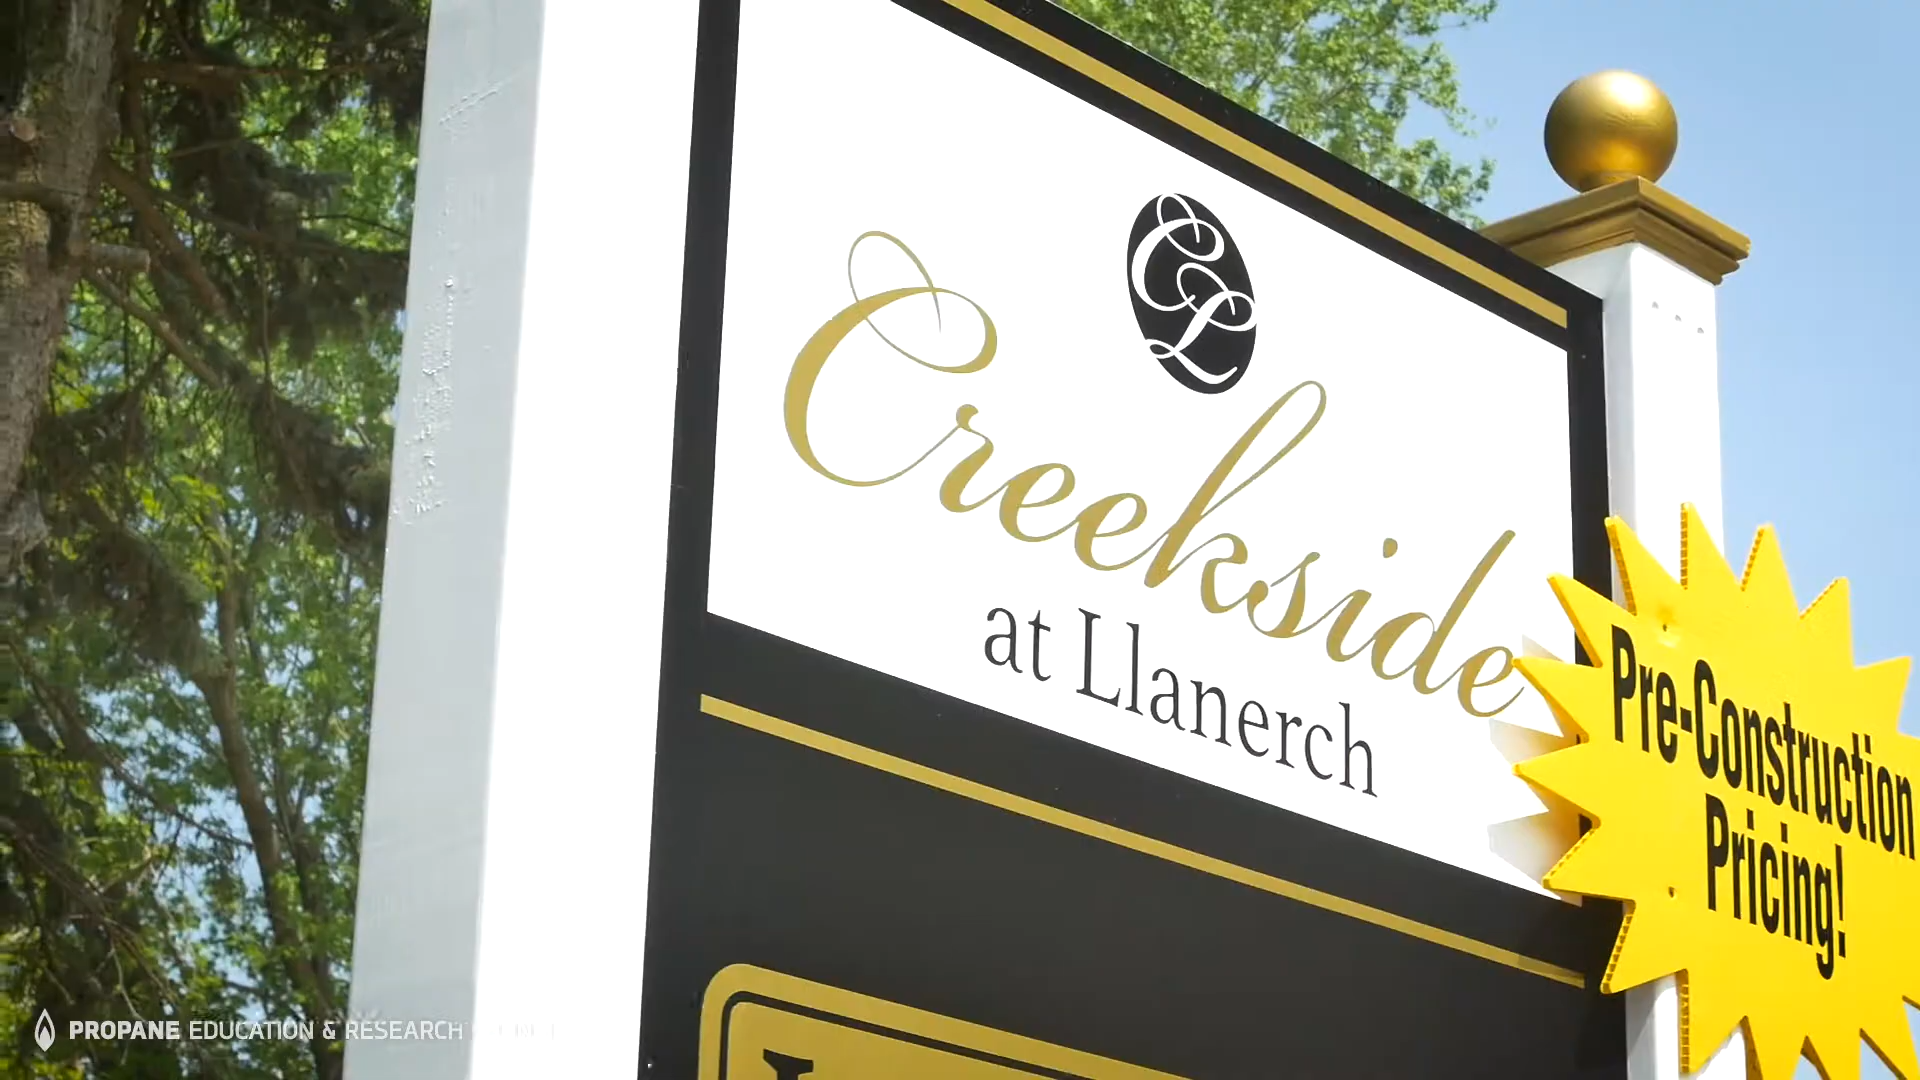 CL
Creekside
at Llanerch
Pre-Construction
Pricing!
PROPANE EDUCATION & RESEARCH